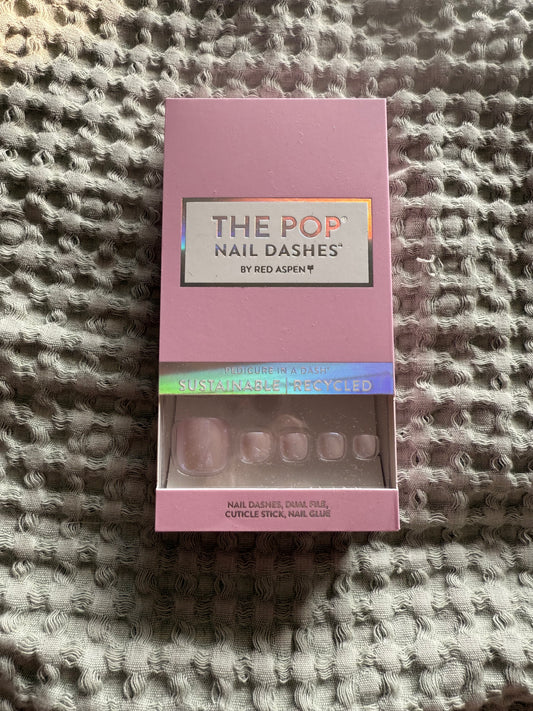 THE POP®
NAIL DASHES™
BY RED ASPEN
PEDICURE IN A DASH®
SUSTAINABLE | RECYCLED
NAIL DASHES, DUAL FILE,
CUTICLE STICK, NAIL GLUE